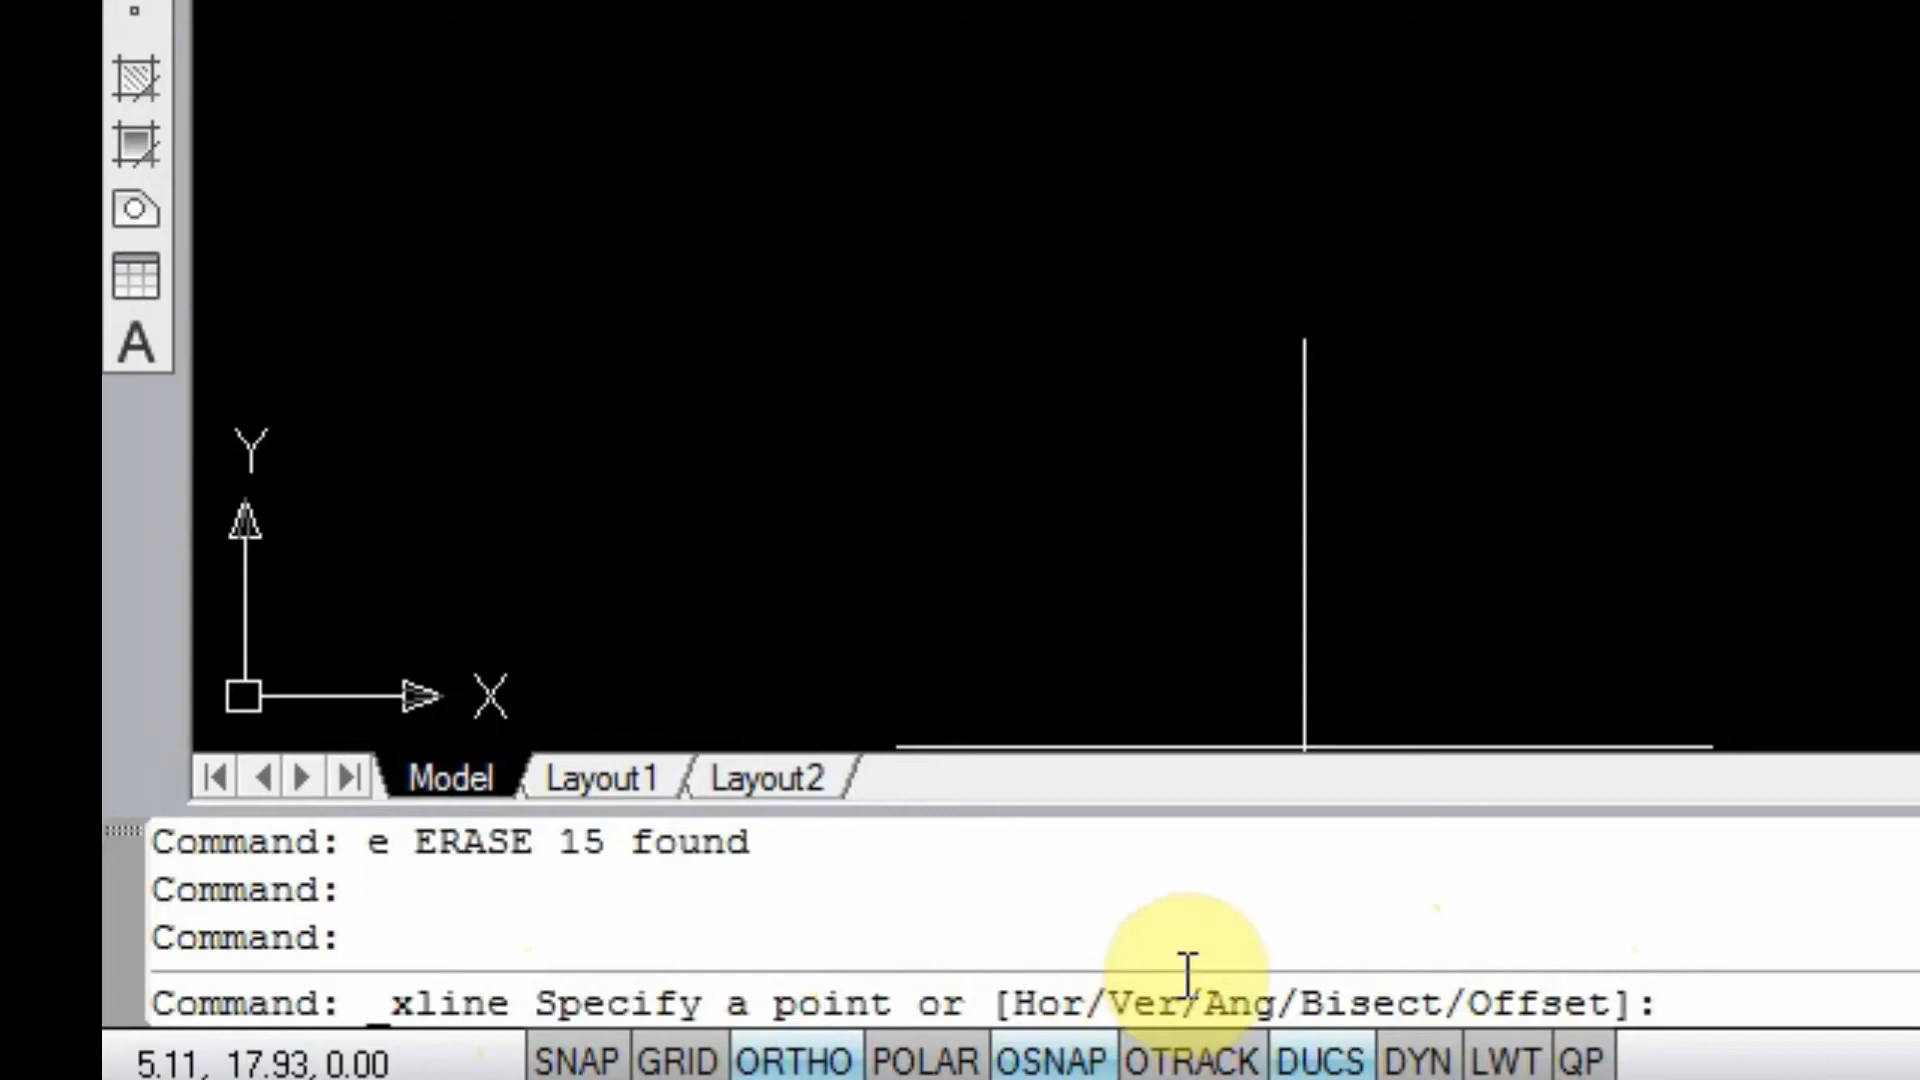 A
Y
X
Model Layout1 Layout2
Command: e ERASE 15 found
Command:
Command:
Command: _xline Specify a point or [Hor/Ver/Ang/Bisect/Offset]:
5.11, 17.93, 0.00 SNAP GRID ORTHO POLAR OSNAP OTRACK DUCS DYN LWT QP